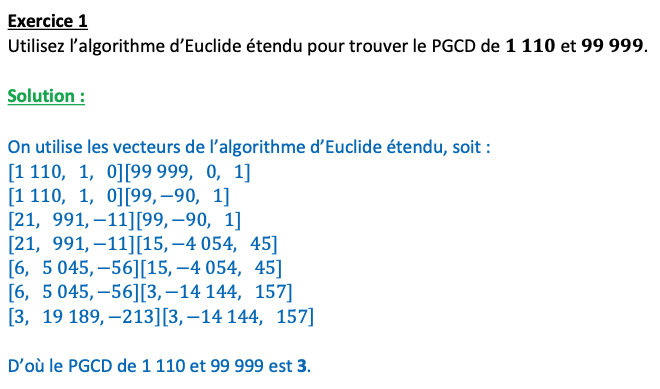 Exercice 1
Utilisez l’algorithme d’Euclide étendu pour trouver le PGCD de 1 110 et 99 999.
Solution :
On utilise les vecteurs de l’algorithme d’Euclide étendu, soit :
[1 110, 1, 0][99 999, 0, 1]
[1 110, 1, 0][99, −90, 1]
[21, 991, −11][99, −90, 1]
[21, 991, −11][15, −4 054, 45]
[6, 5 045, −56][15, −4 054, 45]
[6, 5 045, −56][3, −14 144, 157]
[3, 19 189, −213][3, −14 144, 157]
D’où le PGCD de 1 110 et 99 999 est 3.